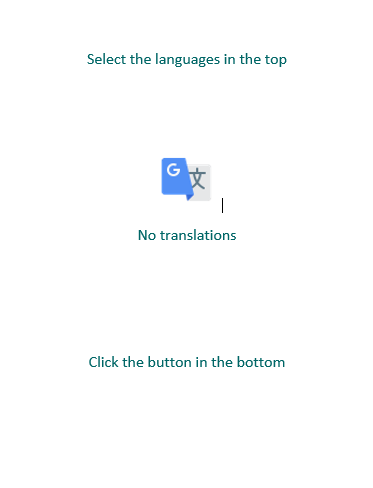 Select the languages in the top
G 文
No translations
Click the button in the bottom